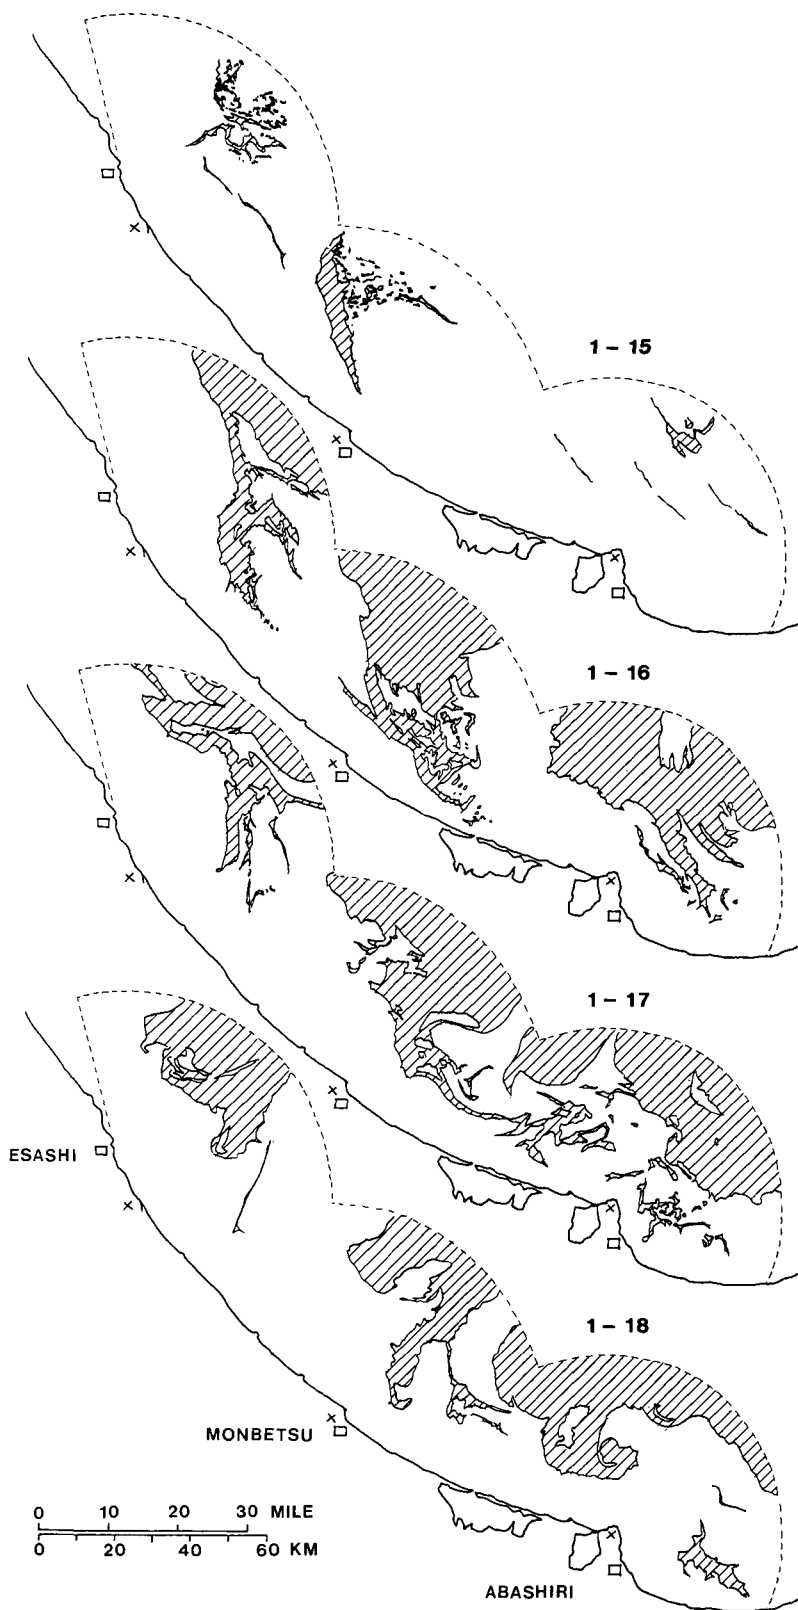 1 – 15
1 – 16
1 – 17
1 – 18
ESASHI
MONBETSU
0 10 20 30 MILE
0 20 40 60 KM
ABASHIRI